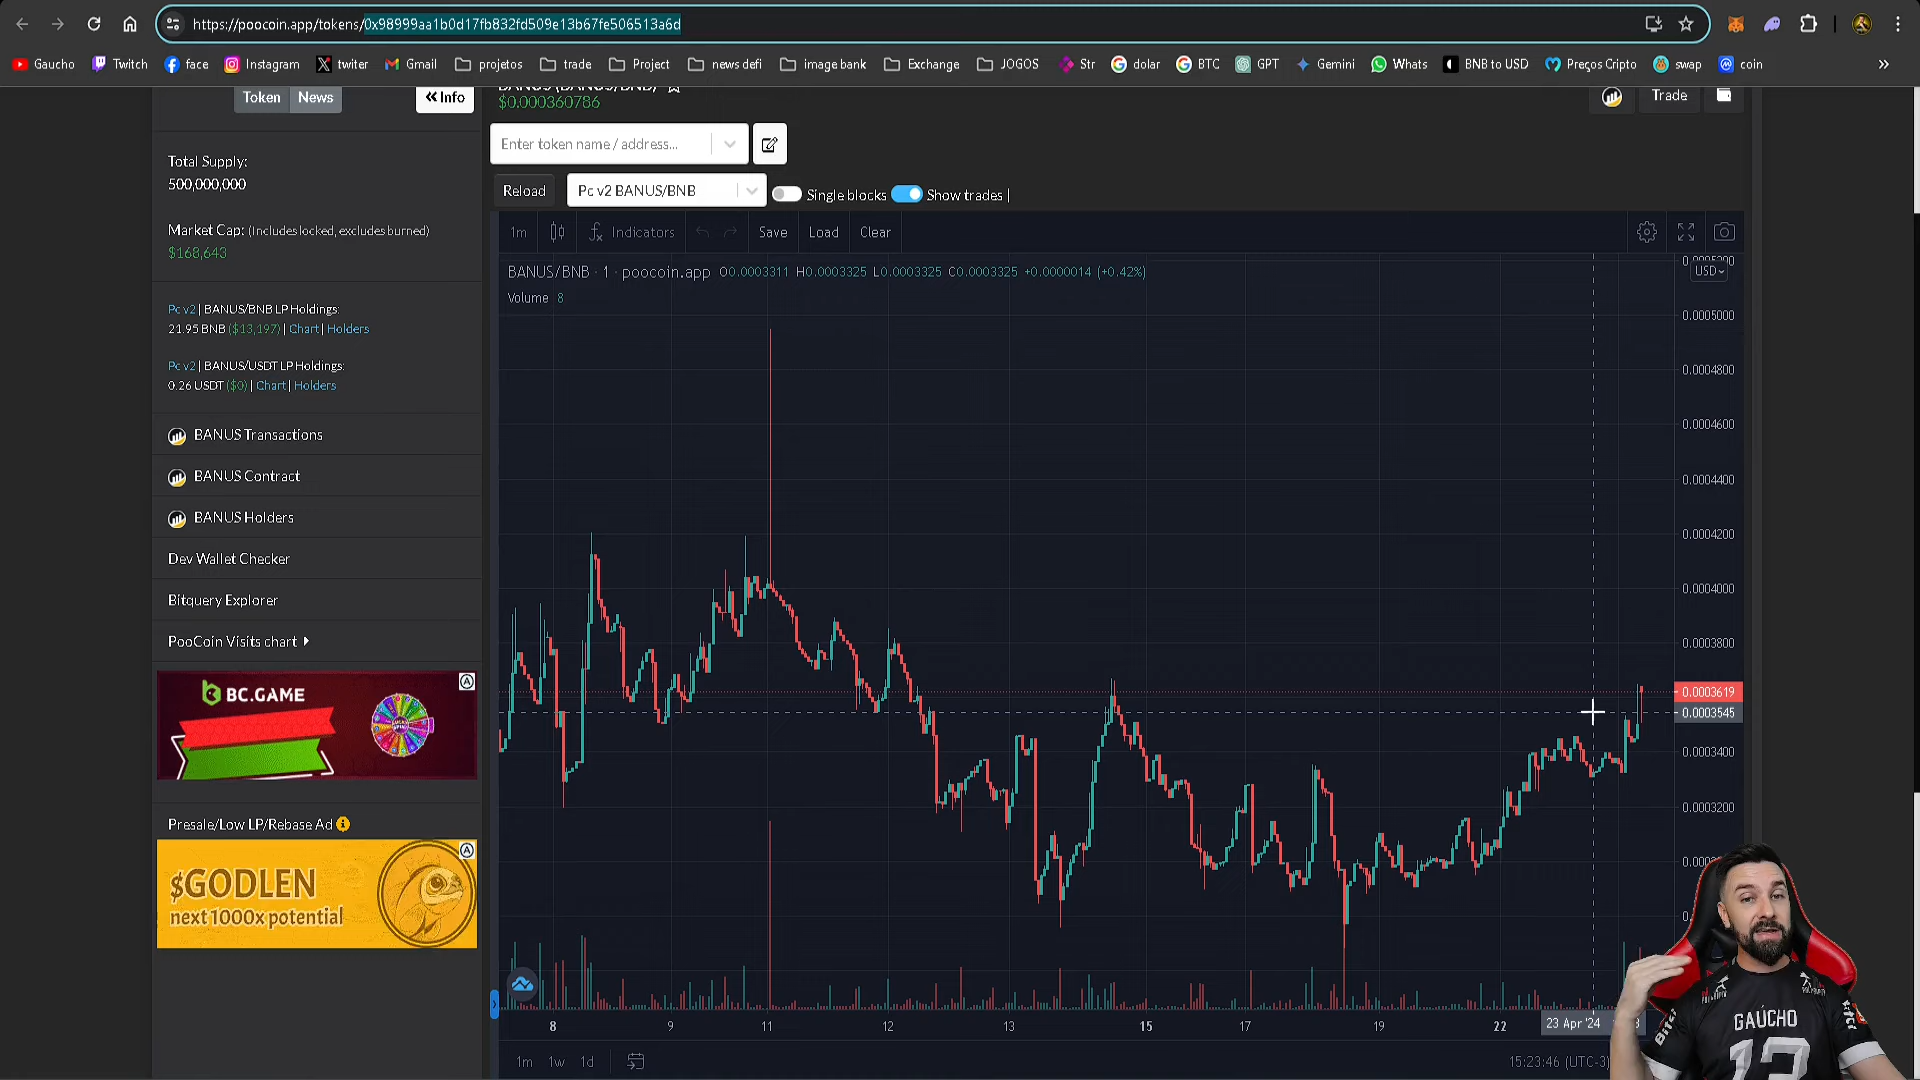 https://poocoin.app/tokens/0x98999aa1b0d17fb832fd509e13b67fe506513a6d
Gaucho Twitch face Instagram twiter Gmail projetos trade Project news defi image bank Exchange JOGOS Str dolar BTC GPT Gemini Whats BNB to USD Preços Cripto swap coin »
Token News «Info
BANUS (BANUS/BNB)
$0.000360786
Trade
Total Supply:
500,000,000
Enter token name / address...
Reload Pc v2 BANUS/BNB Single blocks Show trades |
Market Cap: (Includes locked, excludes burned)
$168,643
1m Indicators Save Load Clear
BANUS/BNB · 1 · poocoin.app O0.0003311 H0.0003325 L0.0003325 C0.0003325 +0.0000014 (+0.42%)
USD
Volume 8
Pc v2 | BANUS/BNB LP Holdings:
21.95 BNB ($13,197) | Chart | Holders
Pc v2 | BANUS/USDT LP Holdings:
0.26 USDT ($0) | Chart | Holders
BANUS Transactions
BANUS Contract
BANUS Holders
Dev Wallet Checker
Bitquery Explorer
PooCoin Visits chart
BC.GAME
Presale/Low LP/Rebase Ad
$GODLEN
next 1000x potential
0.0005000
0.0004800
0.0004600
0.0004400
0.0004200
0.0004000
0.0003800
0.0003619
0.0003545
0.0003400
0.0003200
8 9 11 12 13 15 17 19 22 23 Apr '24
1m 1w 1d
15:23:46 (UTC-3)
GAÚCHO